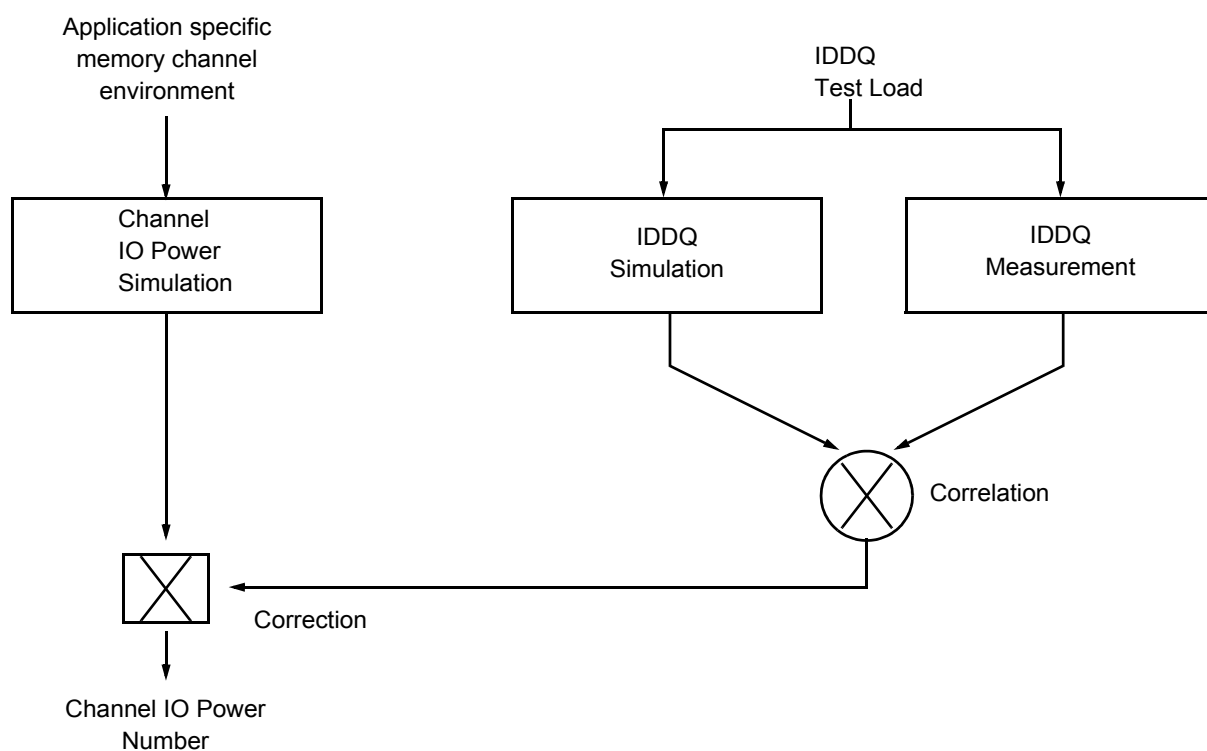 Application specific
memory channel
environment
IDDQ
Test Load
Channel
IO Power
Simulation
IDDQ
Simulation
IDDQ
Measurement
Correlation
Correction
Channel IO Power
Number